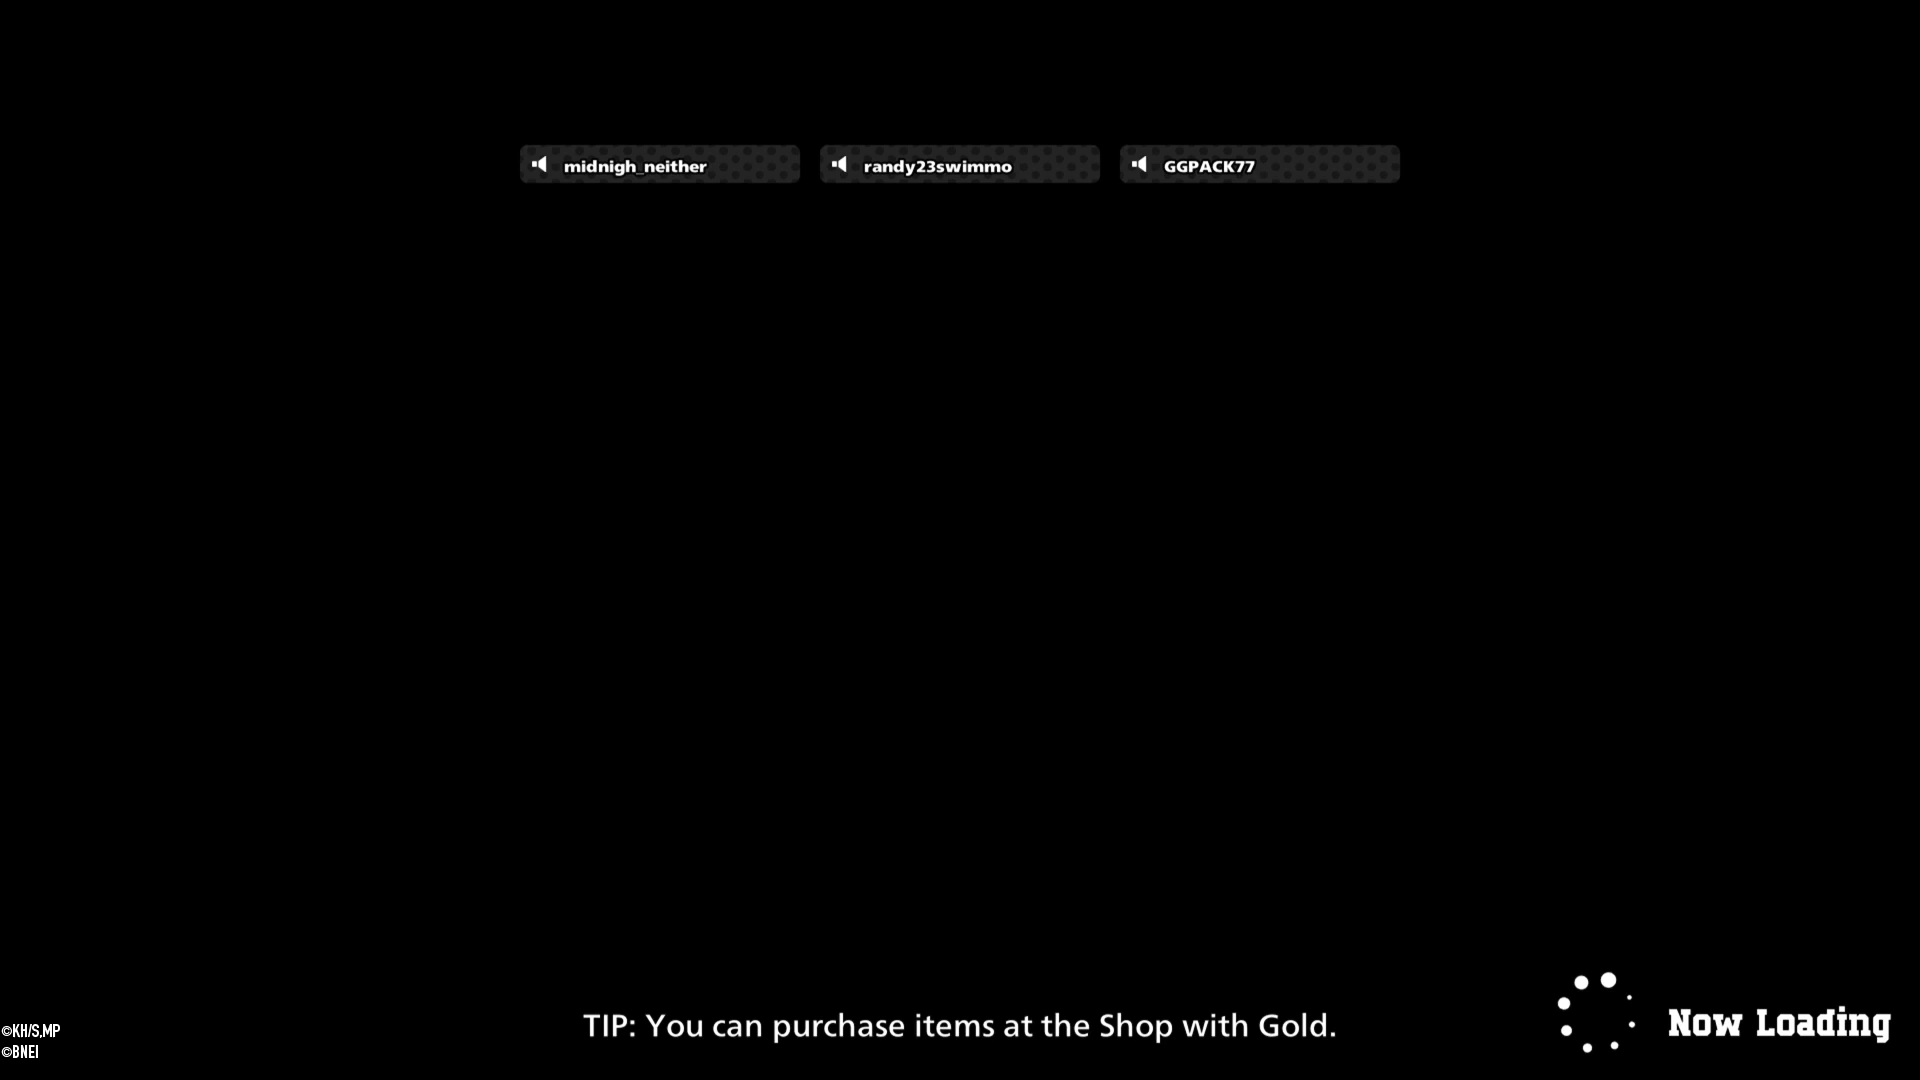 midnigh_neither
randy23swimmo
GGPACK77
TIP: You can purchase items at the Shop with Gold.
Now Loading
©KH/S,MP
©BNEI